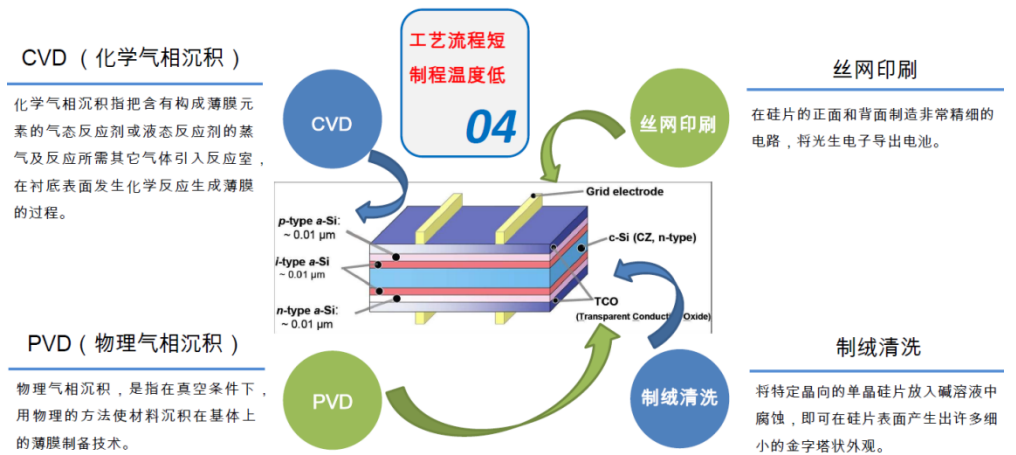 工艺流程短
制程温度低
04
CVD（化学气相沉积）
化学气相沉积指把含有构成薄膜元
素的气态反应剂或液态反应剂的蒸
气及反应所需其它气体引入反应室，
在衬底表面发生化学反应生成薄膜
的过程。
CVD
丝网印刷
丝网印刷
在硅片的正面和背面制造非常精细的
电路，将光生电子导出电池。
Grid electrode
p-type a-Si:
~ 0.01 μm
c-Si (CZ, n-type)
i-type a-Si
~ 0.01 μm
n-type a-Si:
~ 0.01 μm
TCO
(Transparent Conductive Oxide)
PVD（物理气相沉积）
物理气相沉积，是指在真空条件下，
用物理的方法使材料沉积在基体上
的薄膜制备技术。
PVD
制绒清洗
制绒清洗
将特定晶向的单晶硅片放入碱溶液中
腐蚀，即可在硅片表面产生出许多细
小的金字塔状外观。